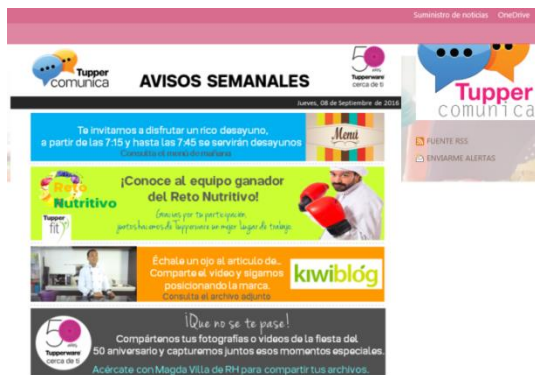 Suministro de noticias OneDrive
Tupper
comunica
AVISOS SEMANALES
50
Tupperware
cerca de ti
Tupper
comunica
Jueves, 08 de Septiembre de 2016
FUENTE RSS
ENVIARME ALERTAS
Te invitamos a disfrutar un rico desayuno,
a partir de las 7:15 y hasta las 7:45 se servirán desayunos
Consulta el menú de mañana
Menú
Reto
Nutritivo
Tupper
fit
¡Conoce al equipo ganador
del Reto Nutritivo!
Gracias por tu participación,
juntos hacemos de Tupperware un mejor lugar de trabajo.
Échale un ojo al articulo de...
Comparte el video y sigamos
posicionando la marca.
Consulta el archivo adjunto
kiwiblóg
50
Tupperware
cerca de ti
¡Que no se te pase!
Compártenos tus fotografías o videos de la fiesta del
50 aniversario y capturemos juntos esos momentos especiales.
Acércate con Magda Villa de RH para compartir tus archivos.